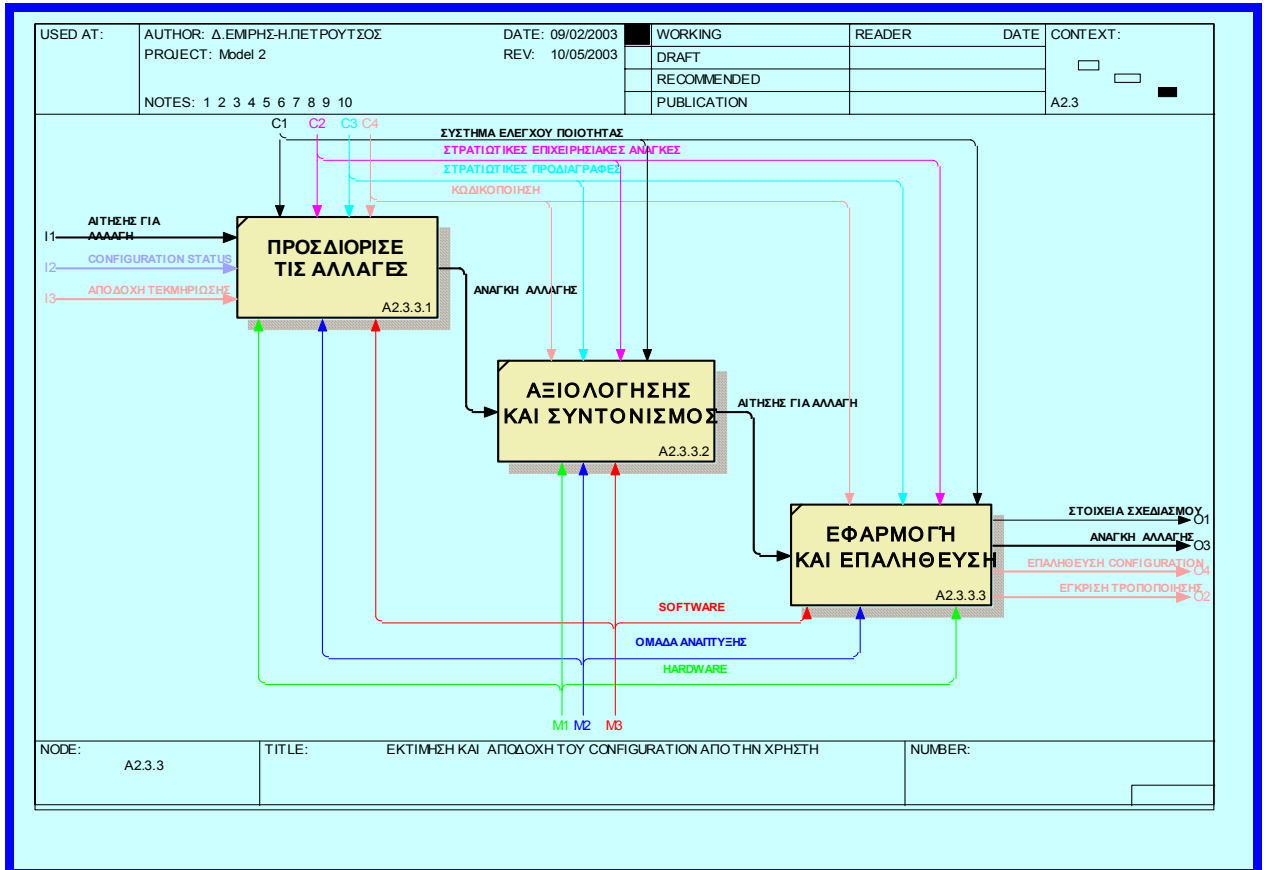 USED AT:
AUTHOR: Δ.ΕΜΙΡΗΣ-Η.ΠΕΤΡΟΥΤΣΟΣ
DATE: 09/02/2003
WORKING
READER
DATE
CONTEXT:
PROJECT: Model 2
REV: 10/05/2003
DRAFT
RECOMMENDED
NOTES: 1 2 3 4 5 6 7 8 9 10
PUBLICATION
A2.3
C1
C2
C3
C4
ΣΥΣΤΗΜΑ ΕΛΕΓΧΟΥ ΠΟΙΟΤΗΤΑΣ
ΣΤΡΑΤΙΩΤΙΚΕΣ ΕΠΙΧΕΙΡΗΣΙΑΚΕΣ ΑΝΑΓΚΕΣ
ΣΤΡΑΤΙΩΤΙΚΕΣ ΠΡΟΔΙΑΓΡΑΦΕΣ
ΚΩΔΙΚΟΠΟΙΗΣΗ
ΑΙΤΗΣΗΣ ΓΙΑ
I1
ΑΛΛΑΓΗ
I2
CONFIGURATION STATUS
I3
ΑΠΟΔΟΧΗ ΤΕΚΜΗΡΙΩΣΗΣ
ΠΡΟΣΔΙΟΡΙΣΕ
ΤΙΣ ΑΛΛΑΓΕΣ
A2.3.3.1
ΑΝΑΓΚΗ ΑΛΛΑΓΗΣ
ΑΞΙΟΛΟΓΗΣΗΣ
ΚΑΙ ΣΥΝΤΟΝΙΣΜΟΣ
A2.3.3.2
ΑΙΤΗΣΗΣ ΓΙΑ ΑΛΛΑΓΗ
ΕΦΑΡΜΟΓΉ
ΚΑΙ ΕΠΑΛΗΘΕΥΣΗ
A2.3.3.3
ΣΤΟΙΧΕΙΑ ΣΧΕΔΙΑΣΜΟΥ
O1
ΑΝΑΓΚΗ ΑΛΛΑΓΗΣ
O3
ΕΠΑΛΗΘΕΥΣΗ CONFIGURATION
O4
ΕΓΚΡΙΣΗ ΤΡΟΠΟΠΟΙΗΣΗΣ
O2
SOFTWARE
ΟΜΑΔΑ ΑΝΑΠΤΥΞΗΣ
HARDWARE
M1
M2
M3
NODE:
A2.3.3
TITLE:
ΕΚΤΙΜΗΣΗ ΚΑΙ ΑΠΟΔΟΧΗ ΤΟΥ CONFIGURATION ΑΠΟ ΤΗΝ ΧΡΗΣΤΗ
NUMBER: